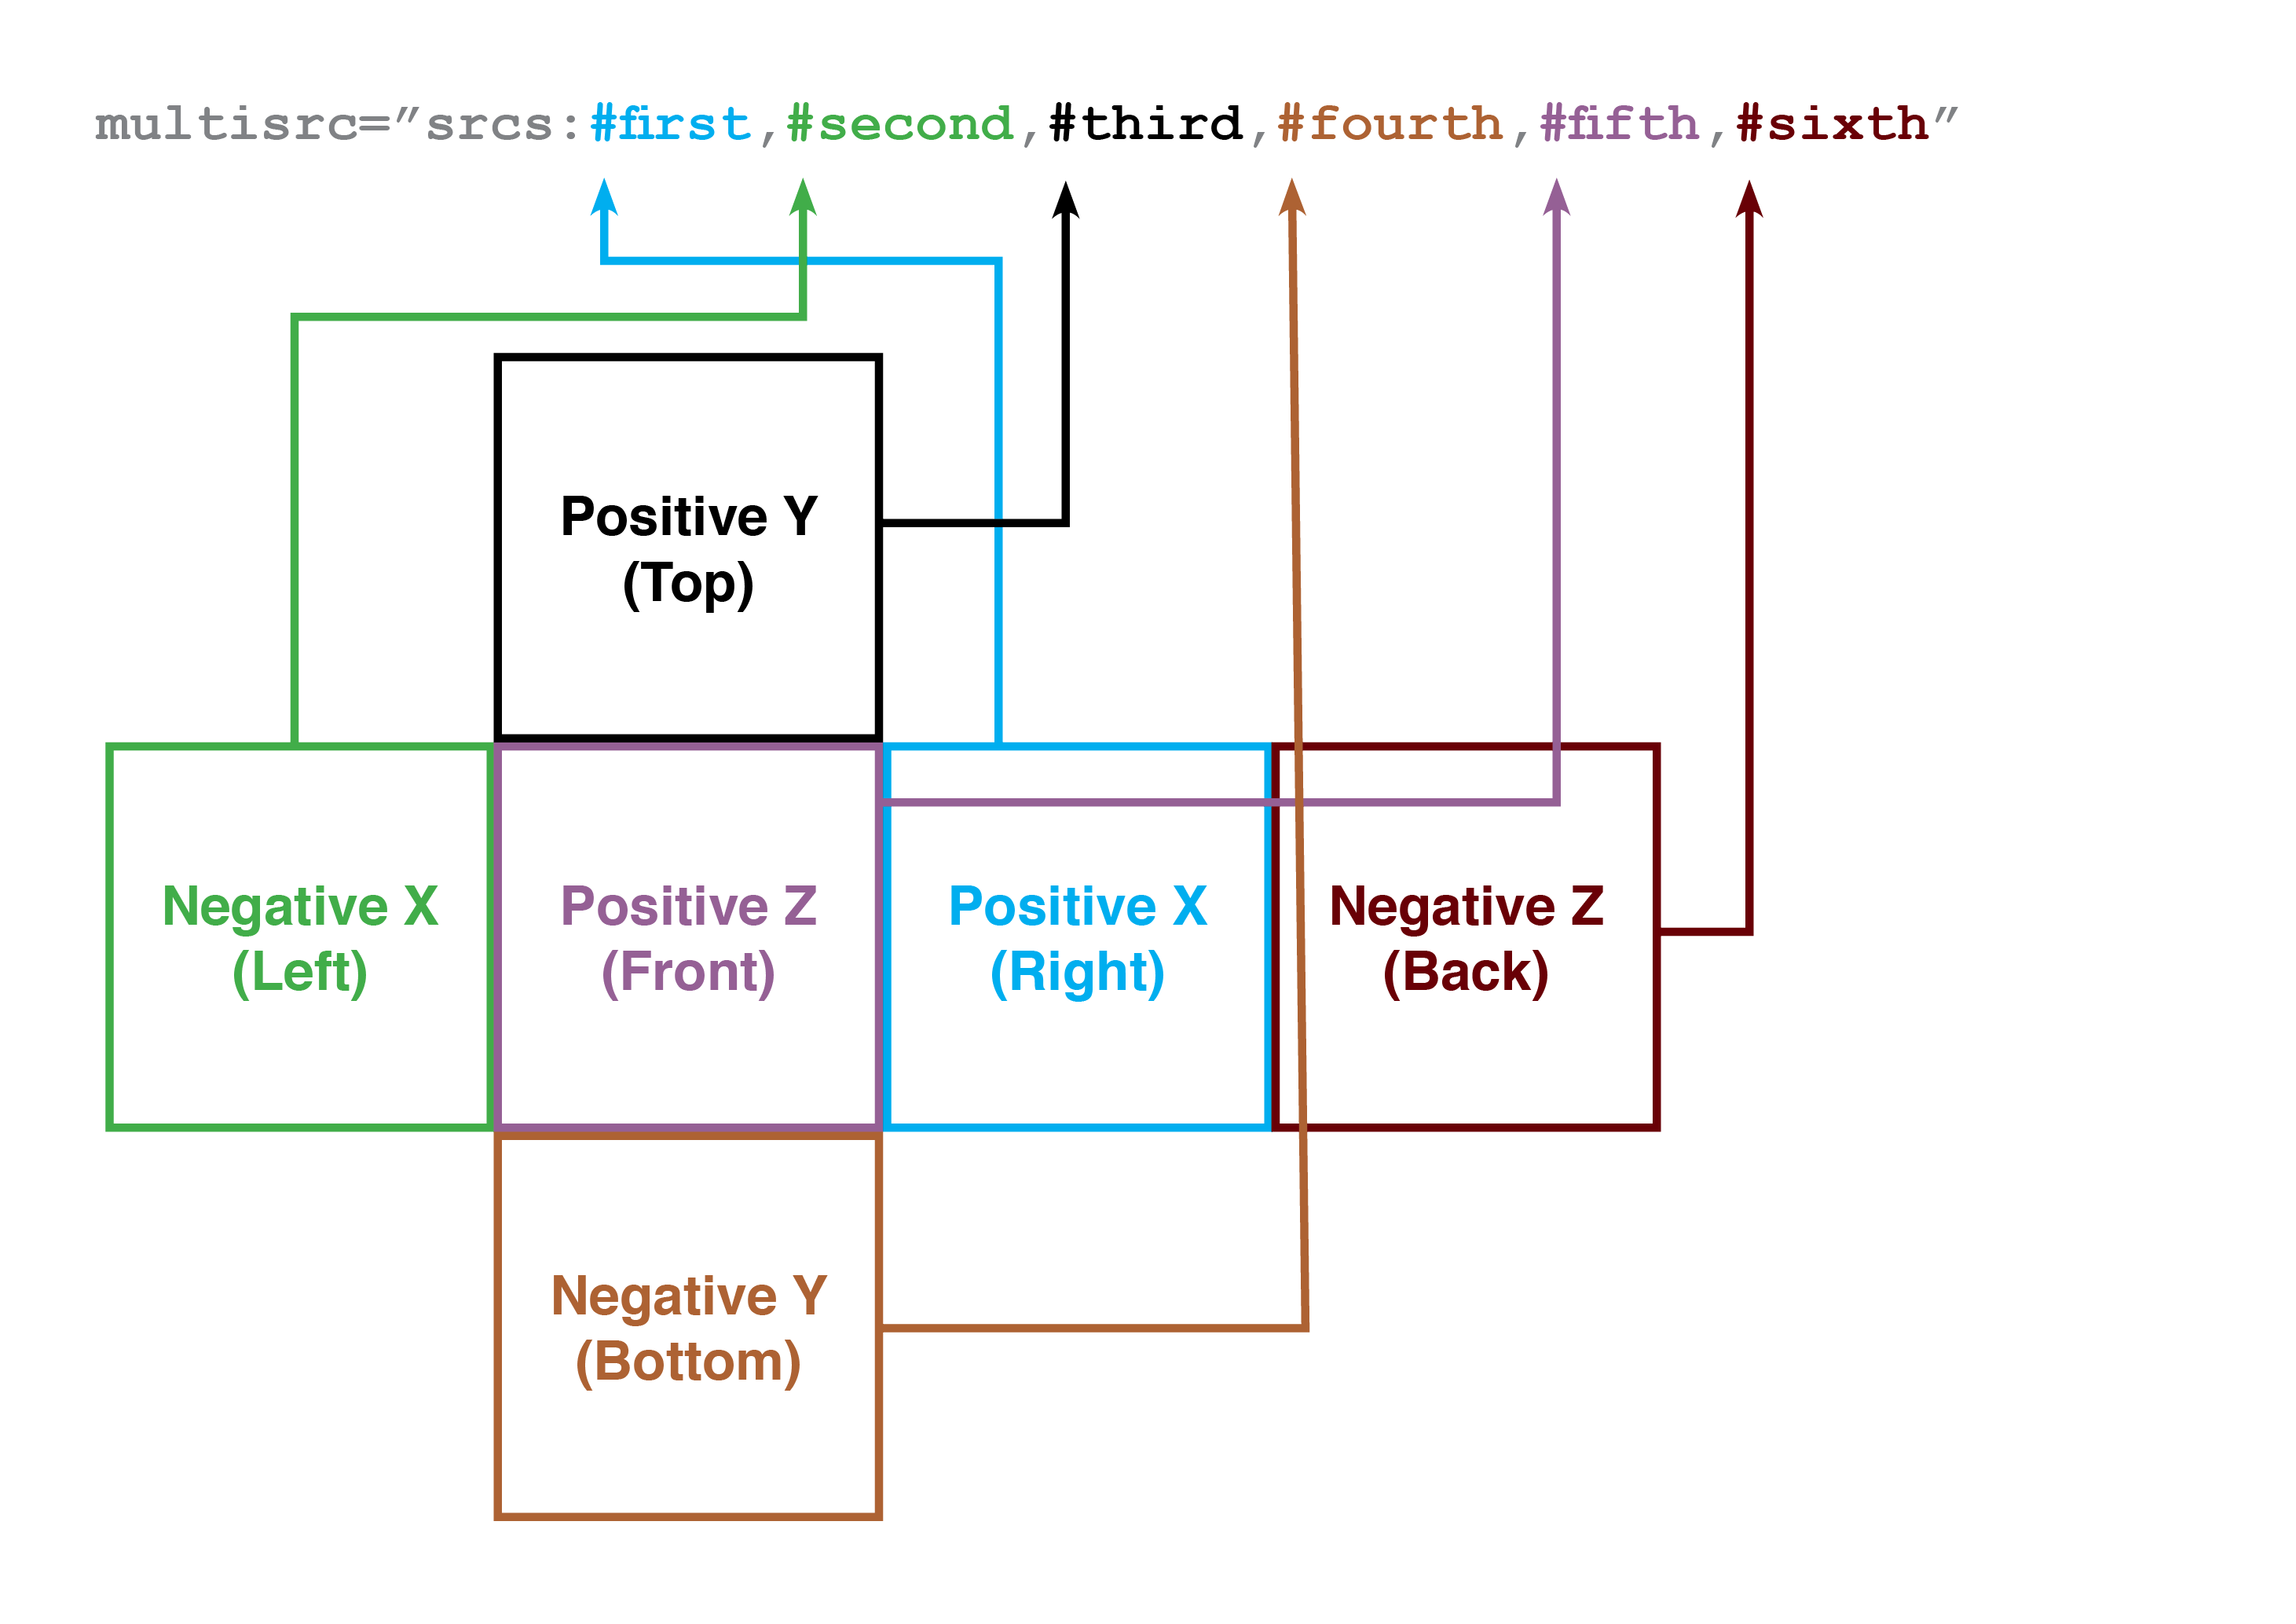 multisrc=”srcs:#first,#second,#third,#fourth,#fifth,#sixth”
Positive Y
(Top)
Negative X
(Left)
Positive Z
(Front)
Positive X
(Right)
Negative Z
(Back)
Negative Y
(Bottom)